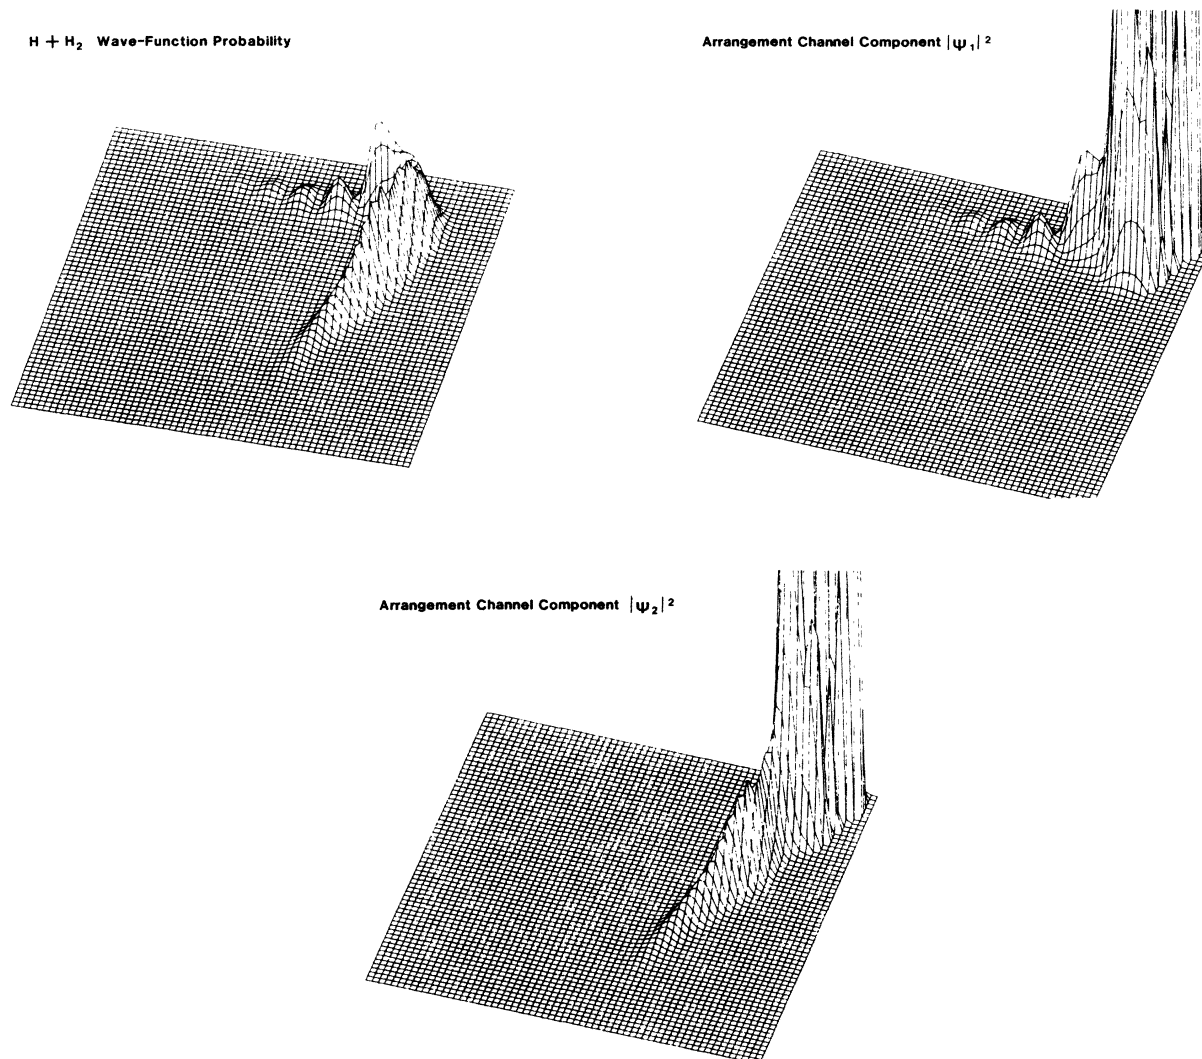 H + H₂ Wave-Function Probability
Arrangement Channel Component |Ψ₁|²
Arrangement Channel Component |Ψ₂|²